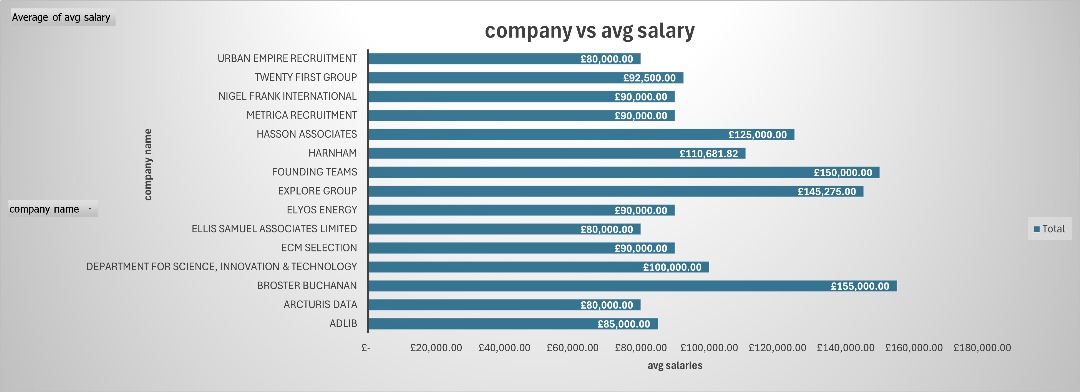 Average of avg salary
company vs avg salary
URBAN EMPIRE RECRUITMENT £80,000.00
TWENTY FIRST GROUP £92,500.00
NIGEL FRANK INTERNATIONAL £90,000.00
METRICA RECRUITMENT £90,000.00
HASSON ASSOCIATES £125,000.00
HARNHAM £110,681.82
FOUNDING TEAMS £150,000.00
EXPLORE GROUP £145,275.00
ELYOS ENERGY £90,000.00
ELLIS SAMUEL ASSOCIATES LIMITED £80,000.00
ECM SELECTION £90,000.00
DEPARTMENT FOR SCIENCE, INNOVATION & TECHNOLOGY £100,000.00
BROSTER BUCHANAN £155,000.00
ARCTURIS DATA £80,000.00
ADLIB £85,000.00
company name
company name
Total
£- £20,000.00 £40,000.00 £60,000.00 £80,000.00 £100,000.00 £120,000.00 £140,000.00 £160,000.00 £180,000.00
avg salaries